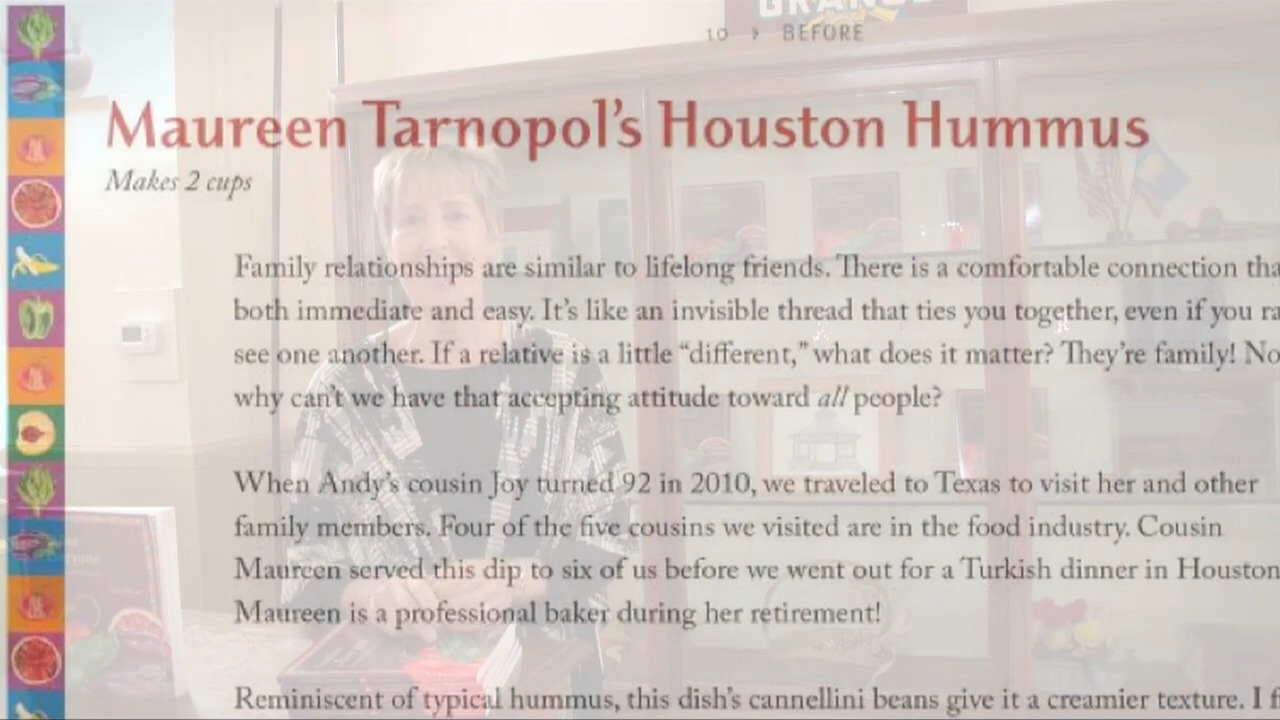 GRANGE
10 › BEFORE
Maureen Tarnopol's Houston Hummus
Makes 2 cups
Family relationships are similar to lifelong friends. There is a comfortable connection tha
both immediate and easy. It's like an invisible thread that ties you together, even if you ra
see one another. If a relative is a little “different,” what does it matter? They're family! No
why can't we have that accepting attitude toward all people?
When Andy's cousin Joy turned 92 in 2010, we traveled to Texas to visit her and other
family members. Four of the five cousins we visited are in the food industry. Cousin
Maureen served this dip to six of us before we went out for a Turkish dinner in Houston
Maureen is a professional baker during her retirement!
Reminiscent of typical hummus, this dish's cannellini beans give it a creamier texture. I f